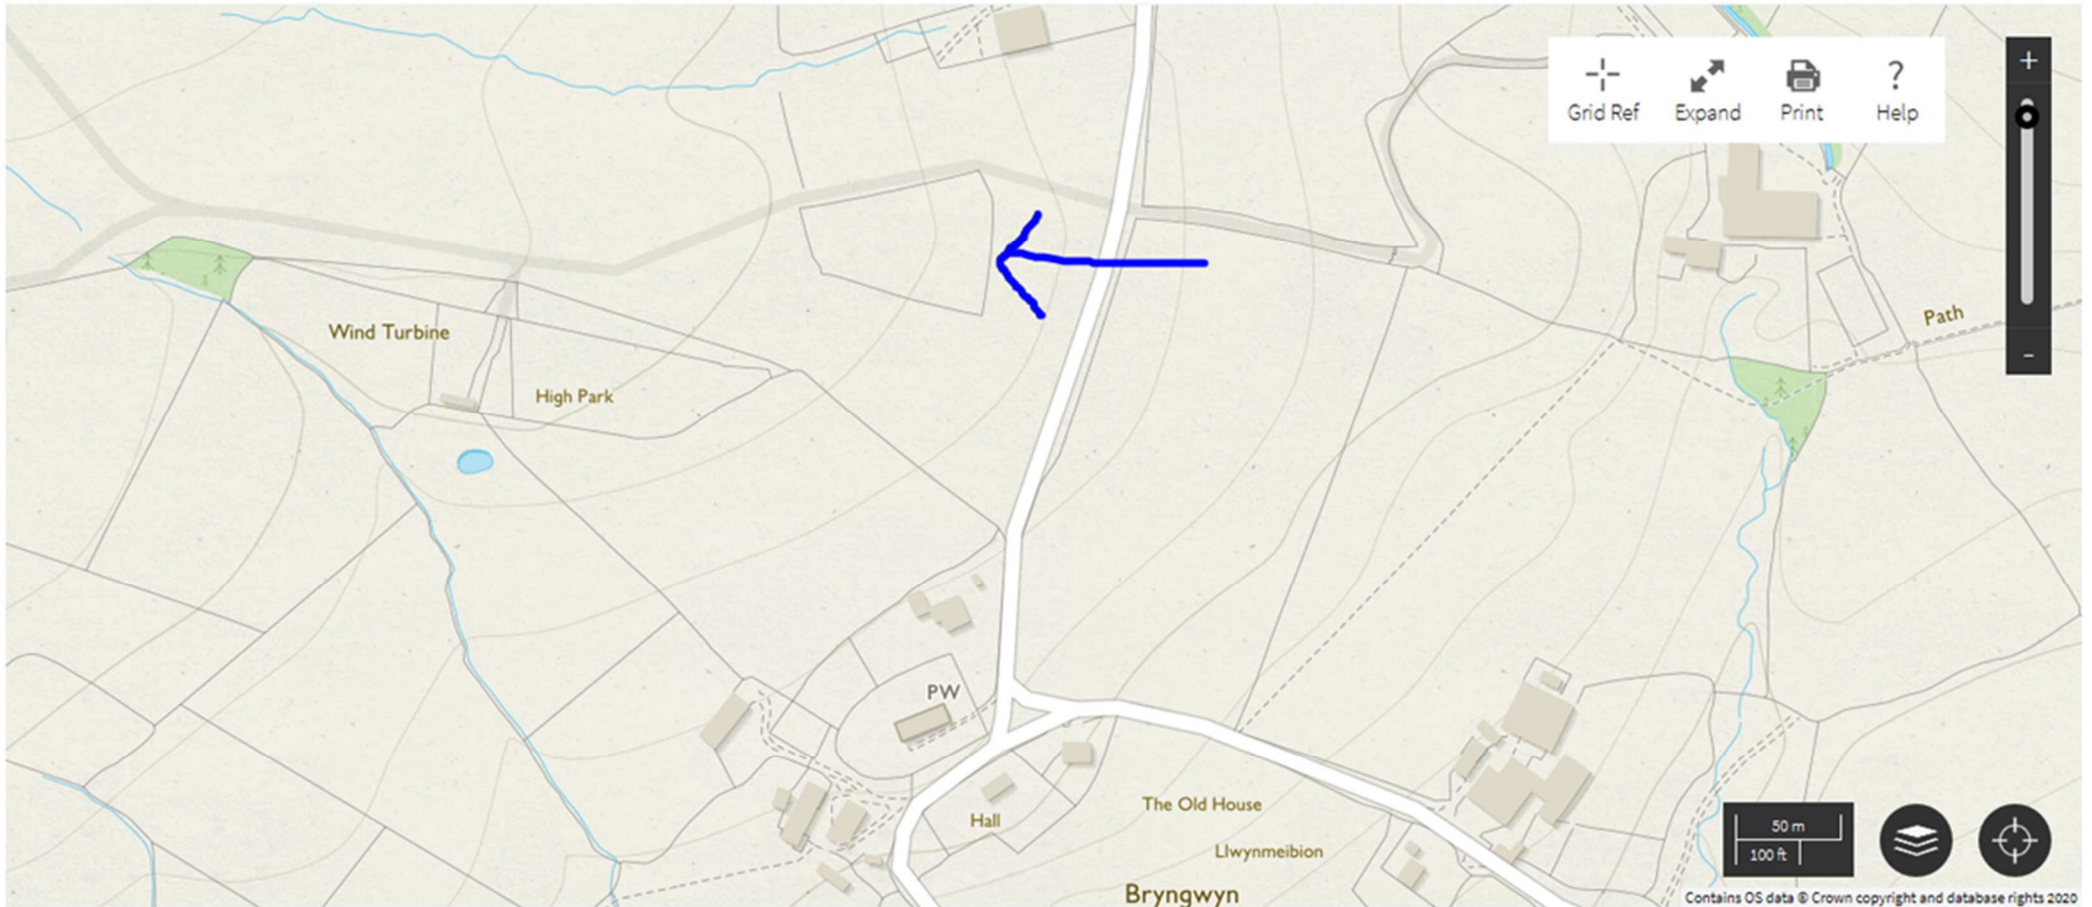 Grid Ref
Expand
Print
? Help
+
Path
-
Wind Turbine
High Park
PW
Hall
The Old House
Llwynmeibion
Bryngwyn
50 m
100 ft
Contains OS data © Crown copyright and database rights 2020